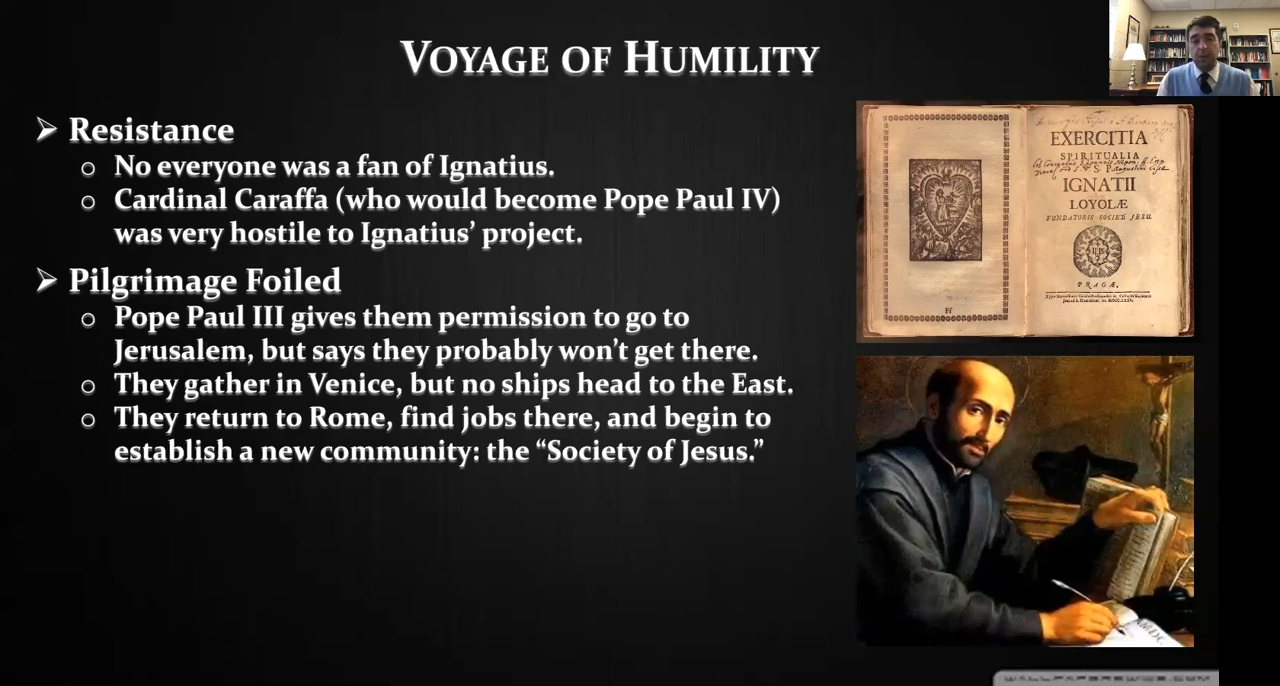 VOYAGE OF HUMILITY
➢ Resistance
o No everyone was a fan of Ignatius.
o Cardinal Caraffa (who would become Pope Paul IV)
was very hostile to Ignatius’ project.
➢ Pilgrimage Foiled
o Pope Paul III gives them permission to go to
Jerusalem, but says they probably won’t get there.
o They gather in Venice, but no ships head to the East.
o They return to Rome, find jobs there, and begin to
establish a new community: the “Society of Jesus.”
EXERCITIA
SPIRITUALIA
S. P.
IGNATII
LOYOLÆ
FUNDATORIS SOCIET. JESU.
IHS
PRAGÆ,